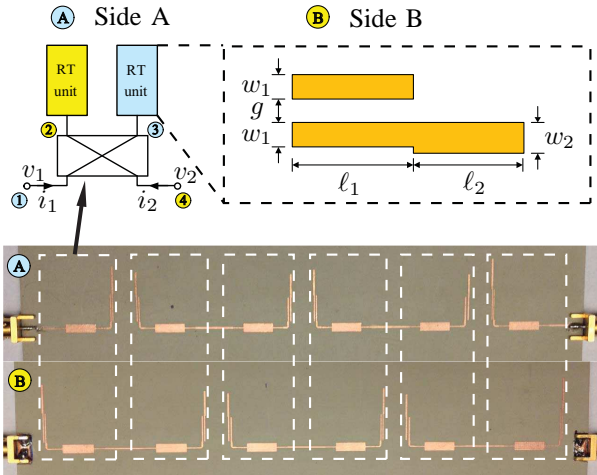 A Side A
B Side B
RT unit
RT unit
2
3
v1
v2
1
i1
i2
4
w1
g
w1
w2
ℓ1
ℓ2
A
B